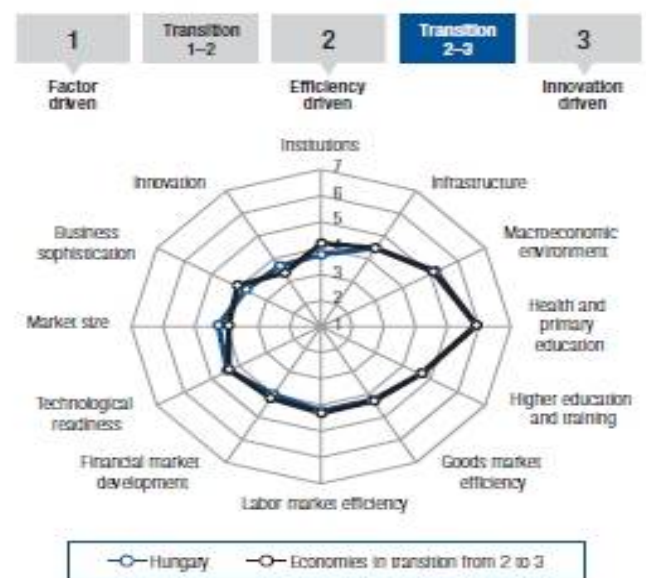 1
Transition
1–2
2
Transition
2–3
3
Factor
driven
Efficiency
driven
Innovation
driven
Institutions
Innovation
7
Infrastructure
6
Business
sophistication
5
Macroeconomic
environment
4
3
Market size
2
Health and
primary
education
1
Technological
readiness
Higher education
and training
Financial market
development
Goods market
efficiency
Labor market efficiency
Hungary
Economies in transition from 2 to 3